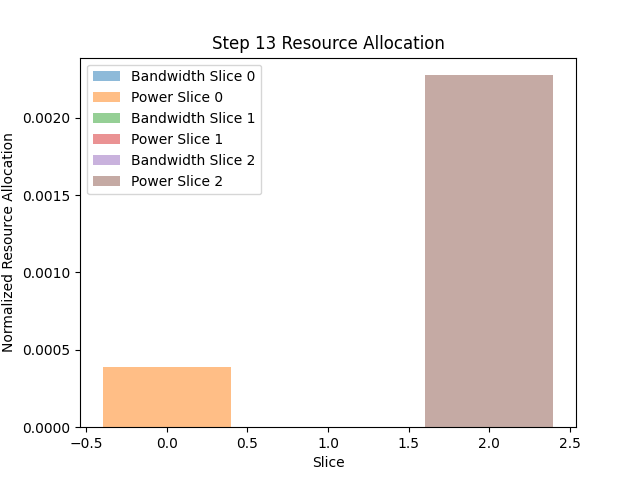 Step 13 Resource Allocation
Bandwidth Slice 0
Power Slice 0
Bandwidth Slice 1
Power Slice 1
Bandwidth Slice 2
Power Slice 2
Normalized Resource Allocation
0.0020
0.0015
0.0010
0.0005
0.0000
−0.5 0.0 0.5 1.0 1.5 2.0 2.5
Slice